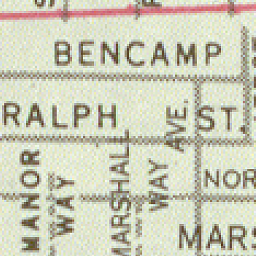 BENCAMP
RALPH ST.
AVE.
MANOR
WAY
MARSHALL
WAY
NOR
MARS